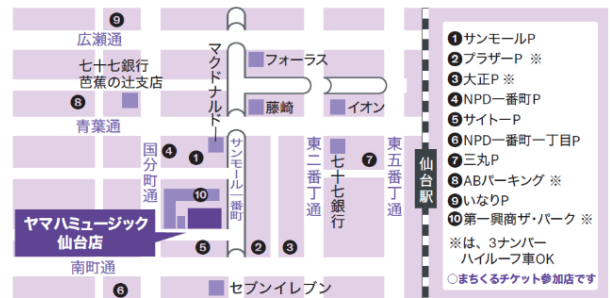 ❾
広瀬通
七十七銀行
芭蕉の辻支店
マクドナルド
フォーラス
❽
藤崎
イオン
青葉通
国分町通
❹
❶
サンモール一番町
東二番丁通
七十七銀行
❼
東五番丁通
仙台駅
❿
ヤマハミュージック
仙台店
❺
❷
❸
南町通
❻
セブンイレブン
❶サンモールP
❷プラザーP ※
❸大正P ※
❹NPD一番町P
❺サイトーP
❻NPD一番町一丁目P
❼三丸P
❽ABパーキング ※
❾いなりP
❿第一興商ザ・パーク ※
※は、3ナンバー
ハイルーフ車OK
○まちくるチケット参加店です